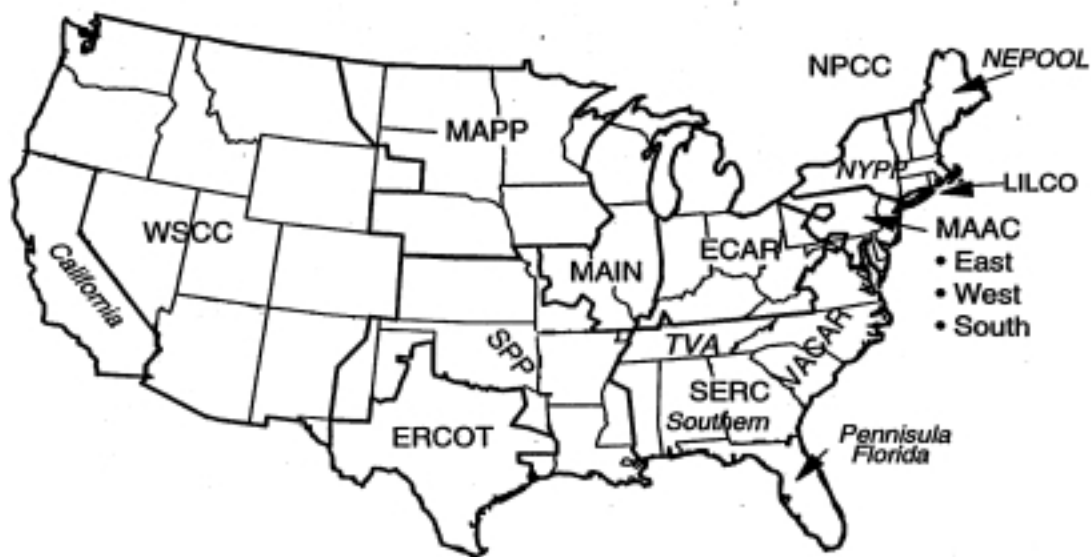 NPCC
NEPOOL
MAPP
NYPP
LILCO
WSCC
MAAC
ECAR
• East
MAIN
California
• West
• South
SPP
TVA
VACAR
SERC
Southern
ERCOT
Pennisula
Florida